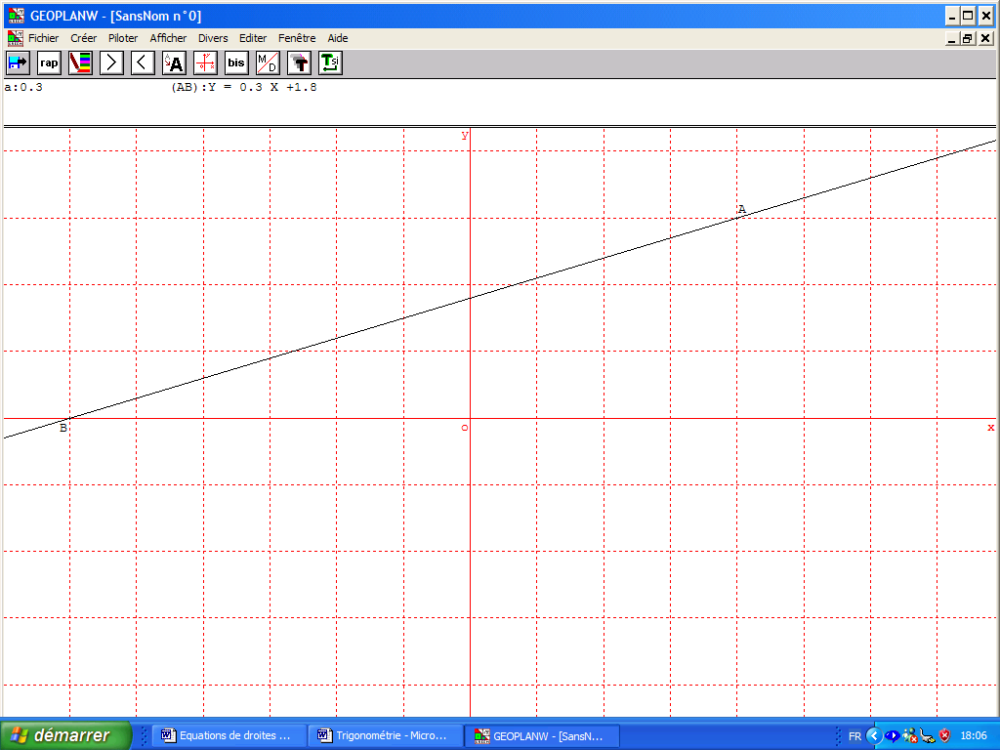 GEOPLANW - [SansNom n°0]
Fichier Créer Piloter Afficher Divers Editer Fenêtre Aide
rap > < A bis M/D T Tsi
a:0.3 (AB):Y = 0.3 X +1.8
y
A
B o x
démarrer Equations de droites ... Trigonométrie - Micro... GEOPLANW - [SansN... FR 18:06